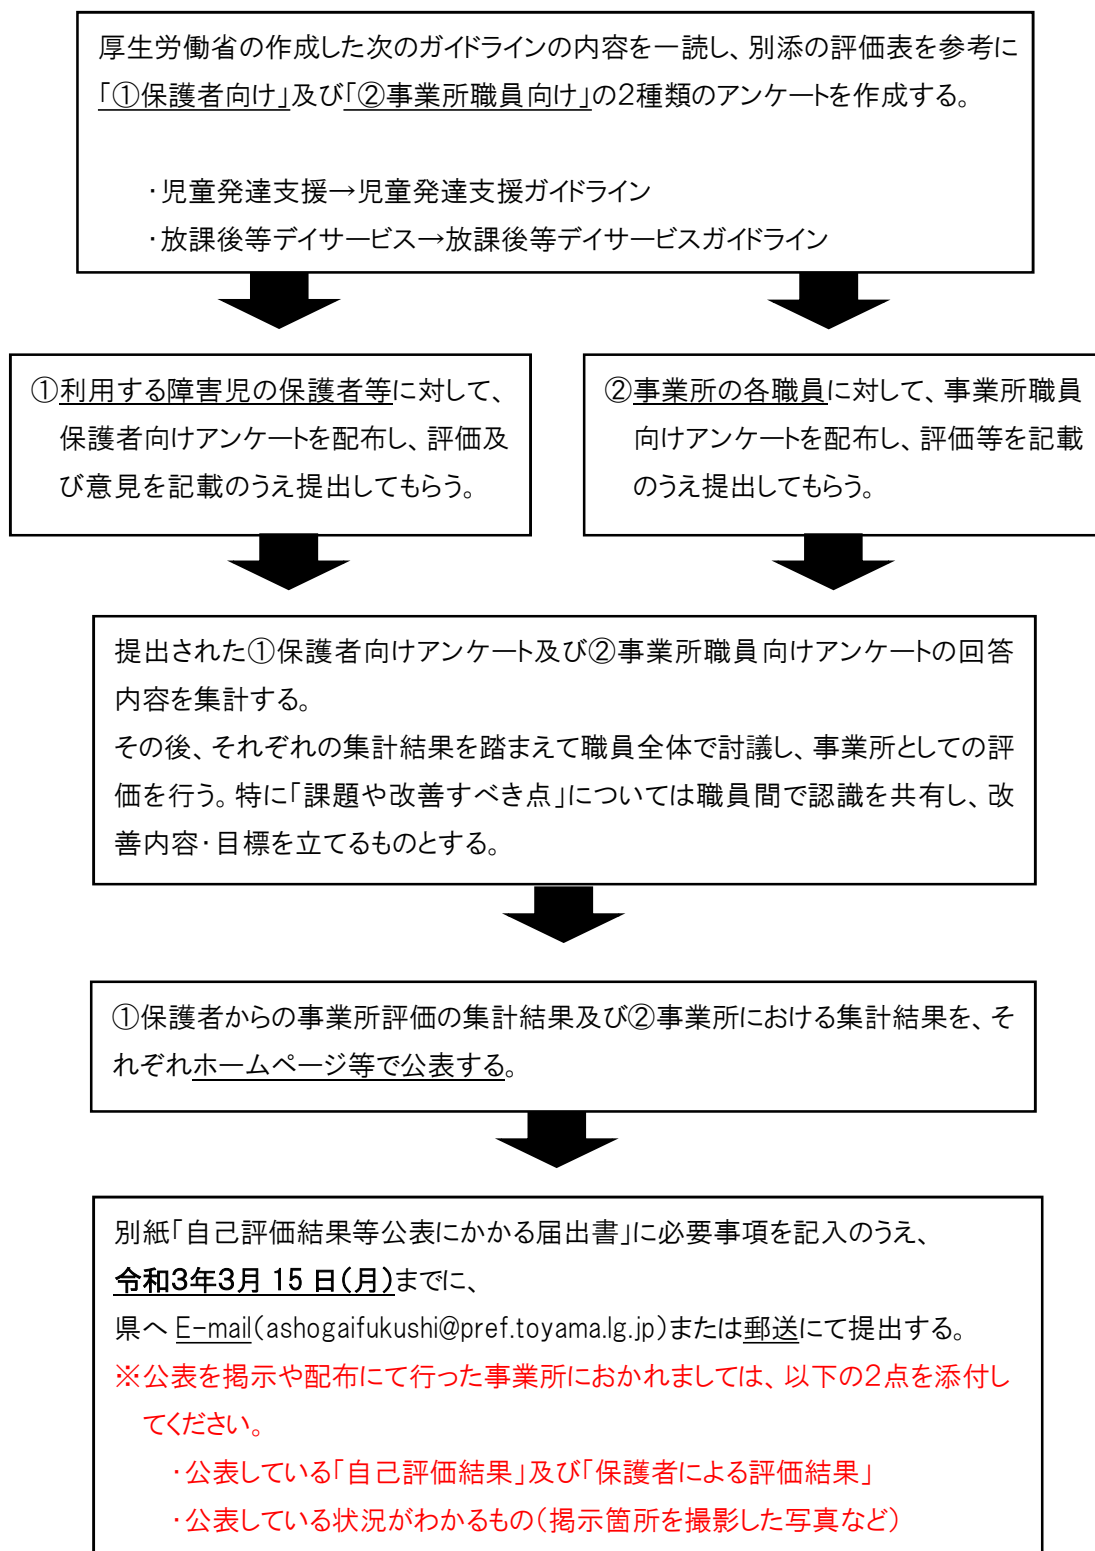 厚生労働省の作成した次のガイドラインの内容を一読し、別添の評価表を参考に
「①保護者向け」及び「②事業所職員向け」の2種類のアンケートを作成する。
・児童発達支援→児童発達支援ガイドライン
・放課後等デイサービス→放課後等デイサービスガイドライン
①利用する障害児の保護者等に対して、
保護者向けアンケートを配布し、評価及
び意見を記載のうえ提出してもらう。
②事業所の各職員に対して、事業所職員
向けアンケートを配布し、評価等を記載
のうえ提出してもらう。
提出された①保護者向けアンケート及び②事業所職員向けアンケートの回答
内容を集計する。
その後、それぞれの集計結果を踏まえて職員全体で討議し、事業所としての評
価を行う。特に「課題や改善すべき点」については職員間で認識を共有し、改
善内容・目標を立てるものとする。
①保護者からの事業所評価の集計結果及び②事業所における集計結果を、そ
れぞれホームページ等で公表する。
別紙「自己評価結果等公表にかかる届出書」に必要事項を記入のうえ、
令和3年3月 15 日(月)までに、
県へ E-mail(ashogaifukushi@pref.toyama.lg.jp)または郵送にて提出する。
※公表を掲示や配布にて行った事業所におかれましては、以下の2点を添付し
てください。
・公表している「自己評価結果」及び「保護者による評価結果」
・公表している状況がわかるもの(掲示箇所を撮影した写真など)